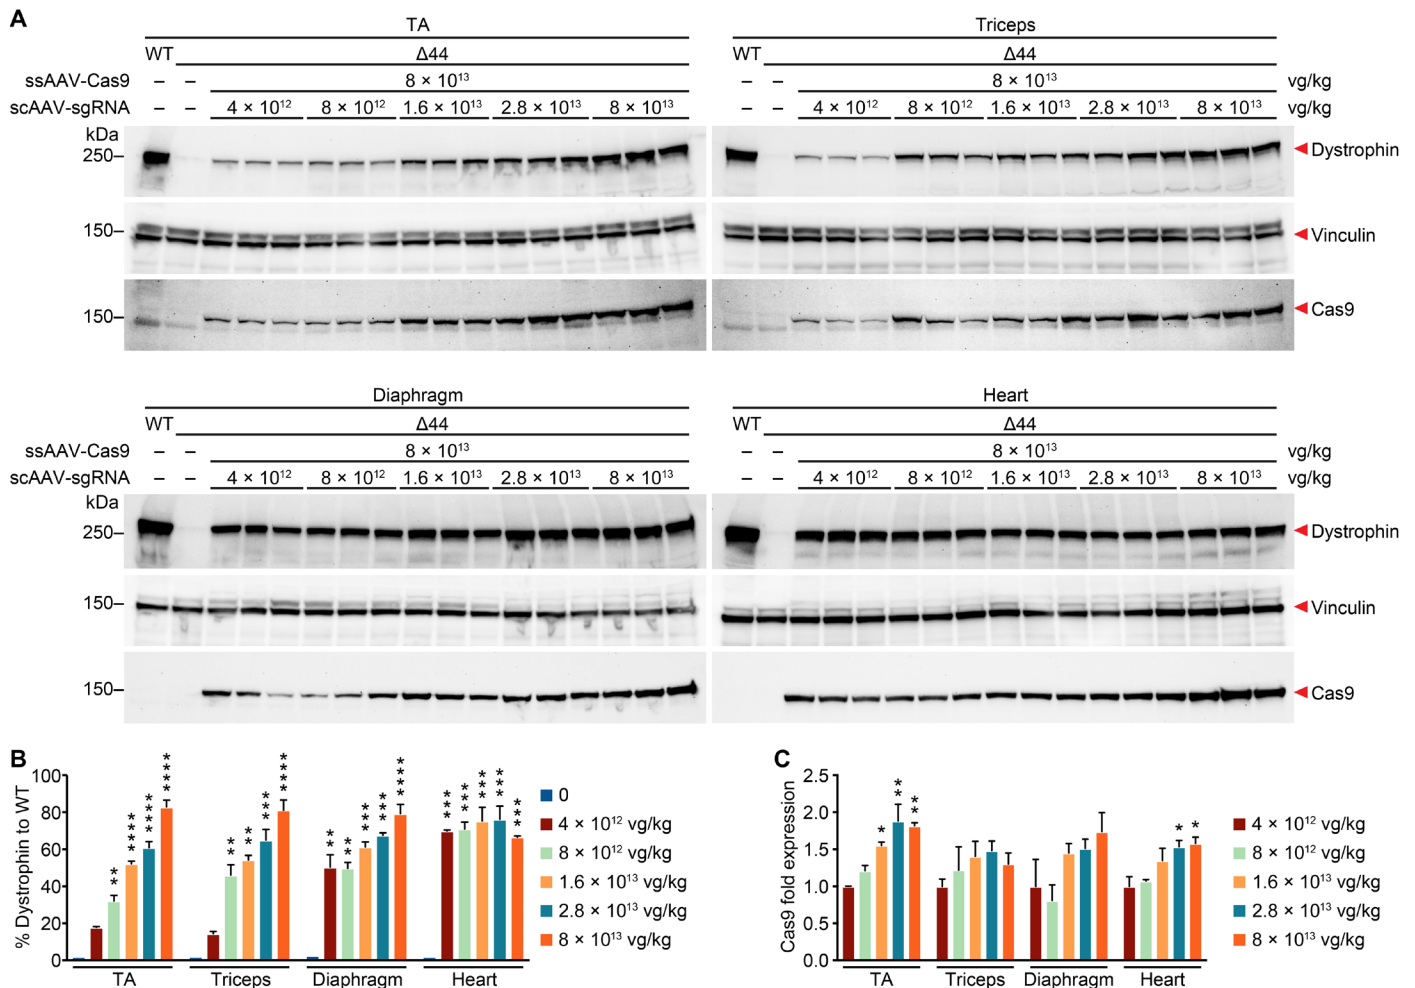 A
TA
Triceps
WT Δ44 WT Δ44
ssAAV-Cas9 – – 8 × 10¹³ – – 8 × 10¹³ vg/kg
scAAV-sgRNA – – 4 × 10¹² 8 × 10¹² 1.6 × 10¹³ 2.8 × 10¹³ 8 × 10¹³ – – 4 × 10¹² 8 × 10¹² 1.6 × 10¹³ 2.8 × 10¹³ 8 × 10¹³ vg/kg
kDa
250– Dystrophin
150– Vinculin
150– Cas9
Diaphragm
Heart
WT Δ44 WT Δ44
ssAAV-Cas9 – – 8 × 10¹³ – – 8 × 10¹³ vg/kg
scAAV-sgRNA – – 4 × 10¹² 8 × 10¹² 1.6 × 10¹³ 2.8 × 10¹³ 8 × 10¹³ – – 4 × 10¹² 8 × 10¹² 1.6 × 10¹³ 2.8 × 10¹³ 8 × 10¹³ vg/kg
kDa
250– Dystrophin
150– Vinculin
150– Cas9
B
% Dystrophin to WT
100
80
60
40
20
0
** **** **** ****
** ** *** ****
** ** *** *** ****
*** *** *** *** ***
TA Triceps Diaphragm Heart
0
4 × 10¹² vg/kg
8 × 10¹² vg/kg
1.6 × 10¹³ vg/kg
2.8 × 10¹³ vg/kg
8 × 10¹³ vg/kg
C
Cas9 fold expression
2.5
2.0
1.5
1.0
0.5
0.0
* ** **
* *
TA Triceps Diaphragm Heart
4 × 10¹² vg/kg
8 × 10¹² vg/kg
1.6 × 10¹³ vg/kg
2.8 × 10¹³ vg/kg
8 × 10¹³ vg/kg